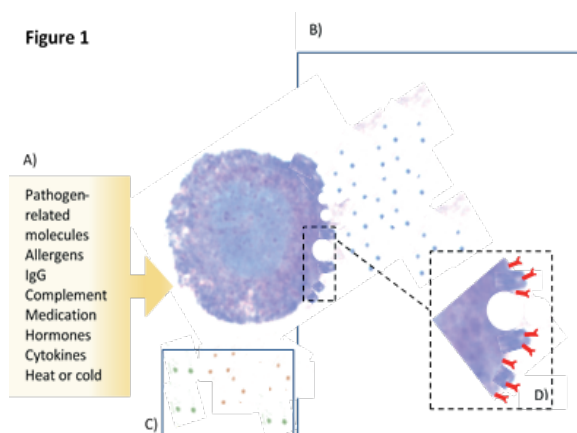 Figure 1
B)
A)
Pathogen-
related
molecules
Allergens
IgG
Complement
Medication
Hormones
Cytokines
Heat or cold
C)
D)